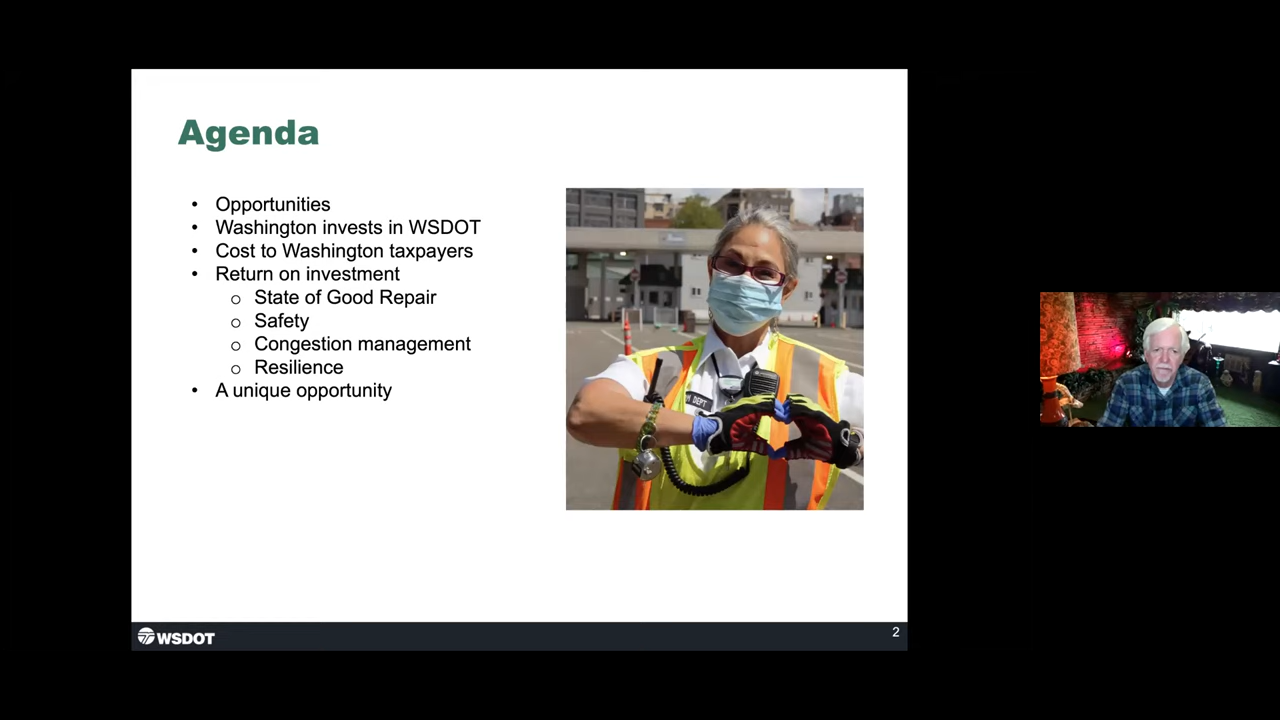 Agenda
• Opportunities
• Washington invests in WSDOT
• Cost to Washington taxpayers
• Return on investment
o State of Good Repair
o Safety
o Congestion management
o Resilience
• A unique opportunity
DEPT
WSDOT
2